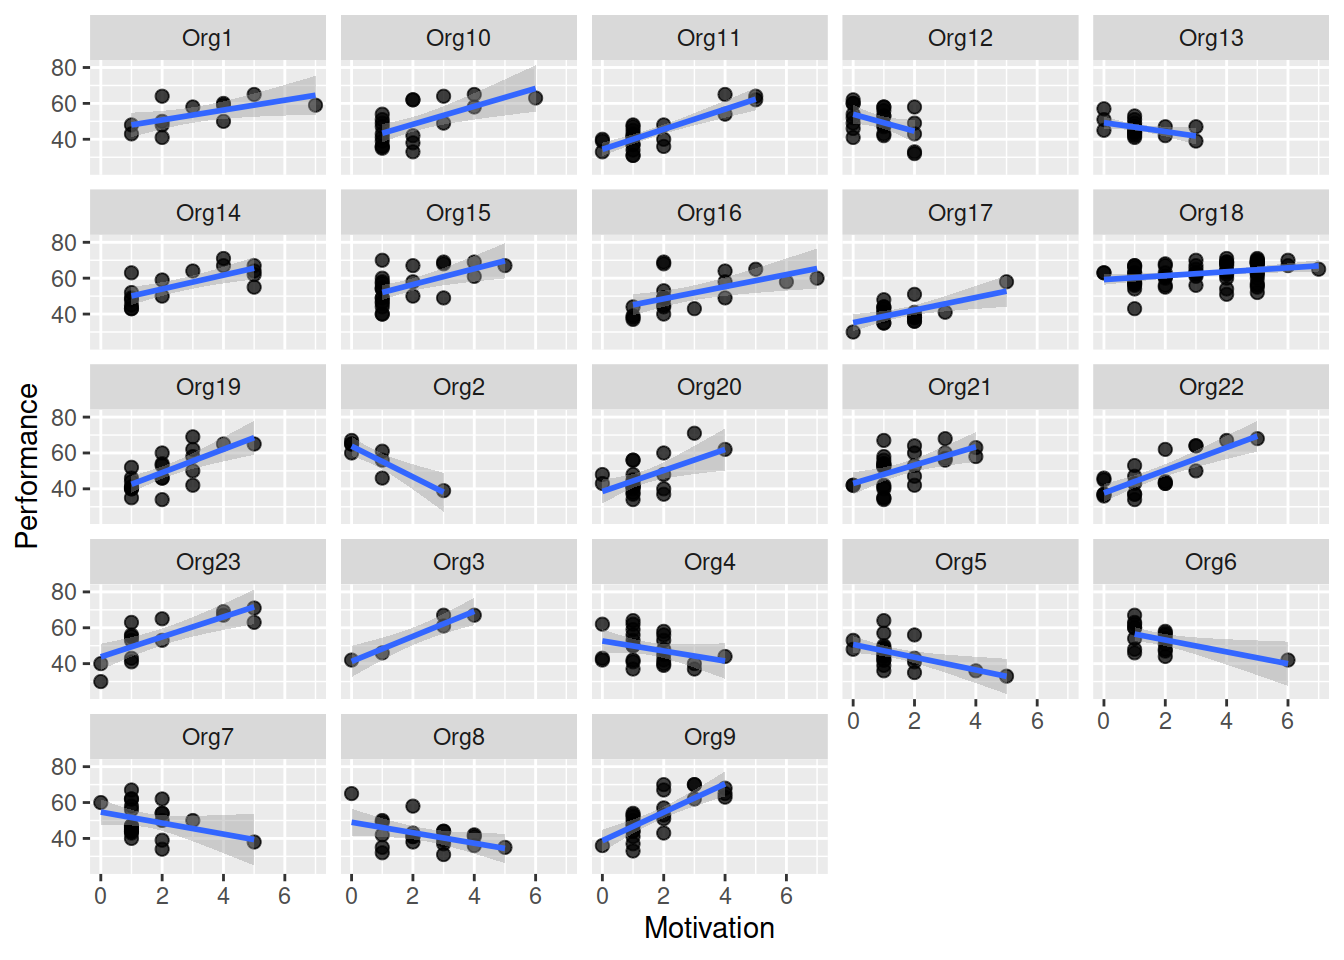 Org1 Org10 Org11 Org12 Org13
80
60
40
Org14 Org15 Org16 Org17 Org18
80
60
40
Org19 Org2 Org20 Org21 Org22
80
60
40
Performance
Org23 Org3 Org4 Org5 Org6
80
60
40
0 2 4 6 0 2 4 6
Org7 Org8 Org9
80
60
40
0 2 4 6 0 2 4 6 0 2 4 6
Motivation